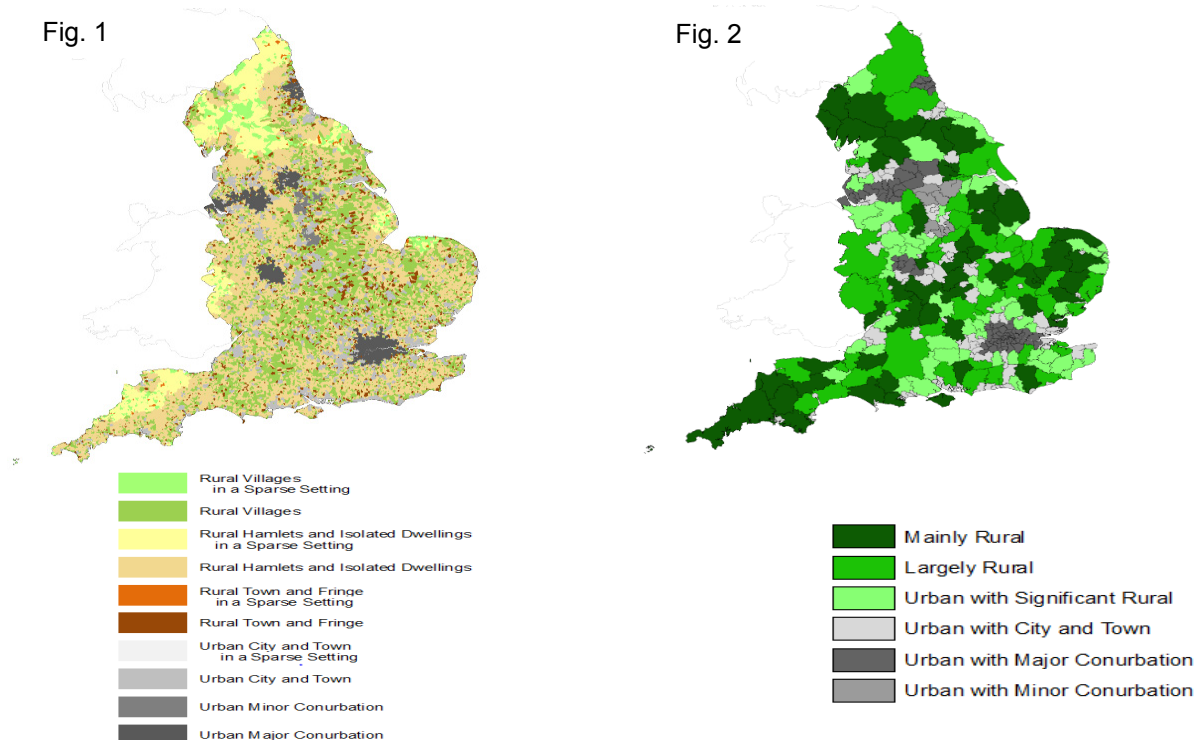 Fig. 1
Rural Villages
in a Sparse Setting
Rural Villages
Rural Hamlets and Isolated Dwellings
in a Sparse Setting
Rural Hamlets and Isolated Dwellings
Rural Town and Fringe
in a Sparse Setting
Rural Town and Fringe
Urban City and Town
in a Sparse Setting
Urban City and Town
Urban Minor Conurbation
Urban Major Conurbation
Fig. 2
Mainly Rural
Largely Rural
Urban with Significant Rural
Urban with City and Town
Urban with Major Conurbation
Urban with Minor Conurbation